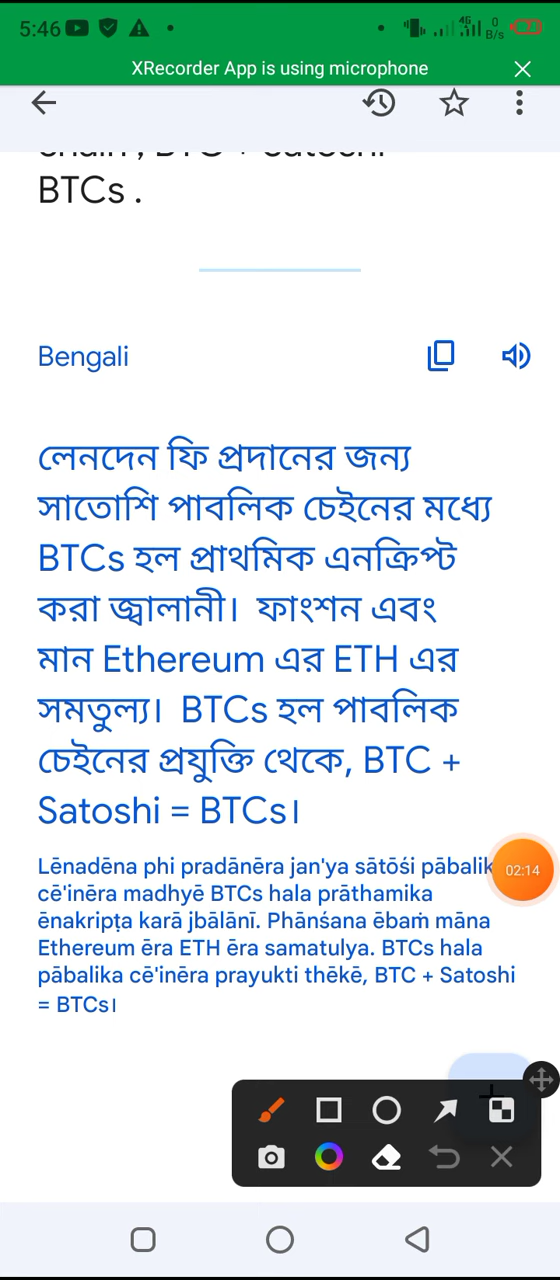 5:46
4G
0
B/s
XRecorder App is using microphone
BTCs .
Bengali
লেনদেন ফি প্রদানের জন্য
সাতোশি পাবলিক চেইনের মধ্যে
BTCs হল প্রাথমিক এনক্রিপ্ট
করা জ্বালানী। ফাংশন এবং
মান Ethereum এর ETH এর
সমতুল্য। BTCs হল পাবলিক
চেইনের প্রযুক্তি থেকে, BTC +
Satoshi = BTCs।
Lēnadēna phi pradānēra jan'ya sātōśi pābalik
cē'inēra madhyē BTCs hala prāthamika
ēnakripṭa karā jbālānī. Phānśana ēbaṁ māna
Ethereum ēra ETH ēra samatulya. BTCs hala
pābalika cē'inēra prayukti thēkē, BTC + Satoshi
= BTCs।
02:14